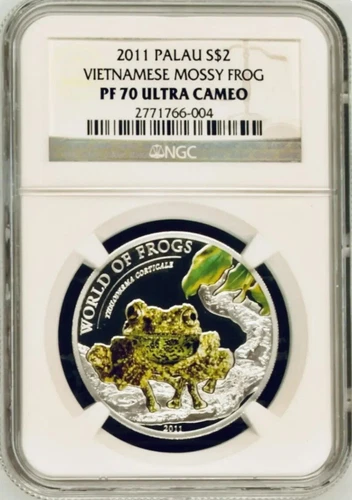 2011 PALAU S$2
VIETNAMESE MOSSY FROG
PF 70 ULTRA CAMEO
2771766-004
NGC
WORLD OF FROGS
THELODERMA CORTICALE
2011